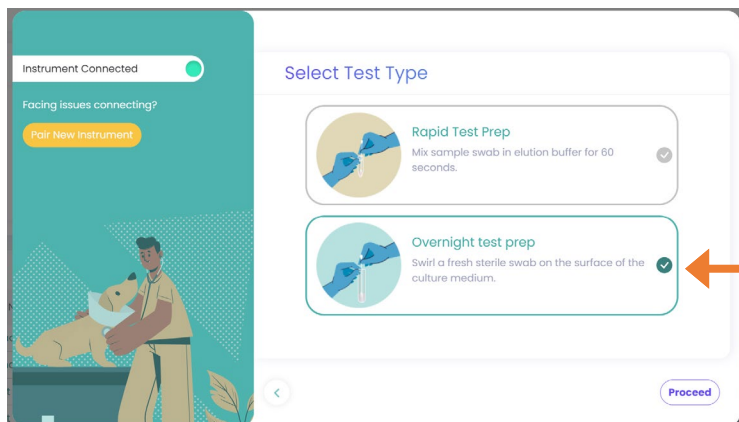 Instrument Connected
Facing issues connecting?
Pair New Instrument
Select Test Type
Rapid Test Prep
Mix sample swab in elution buffer for 60
seconds.
Overnight test prep
Swirl a fresh sterile swab on the surface of the
culture medium.
Proceed